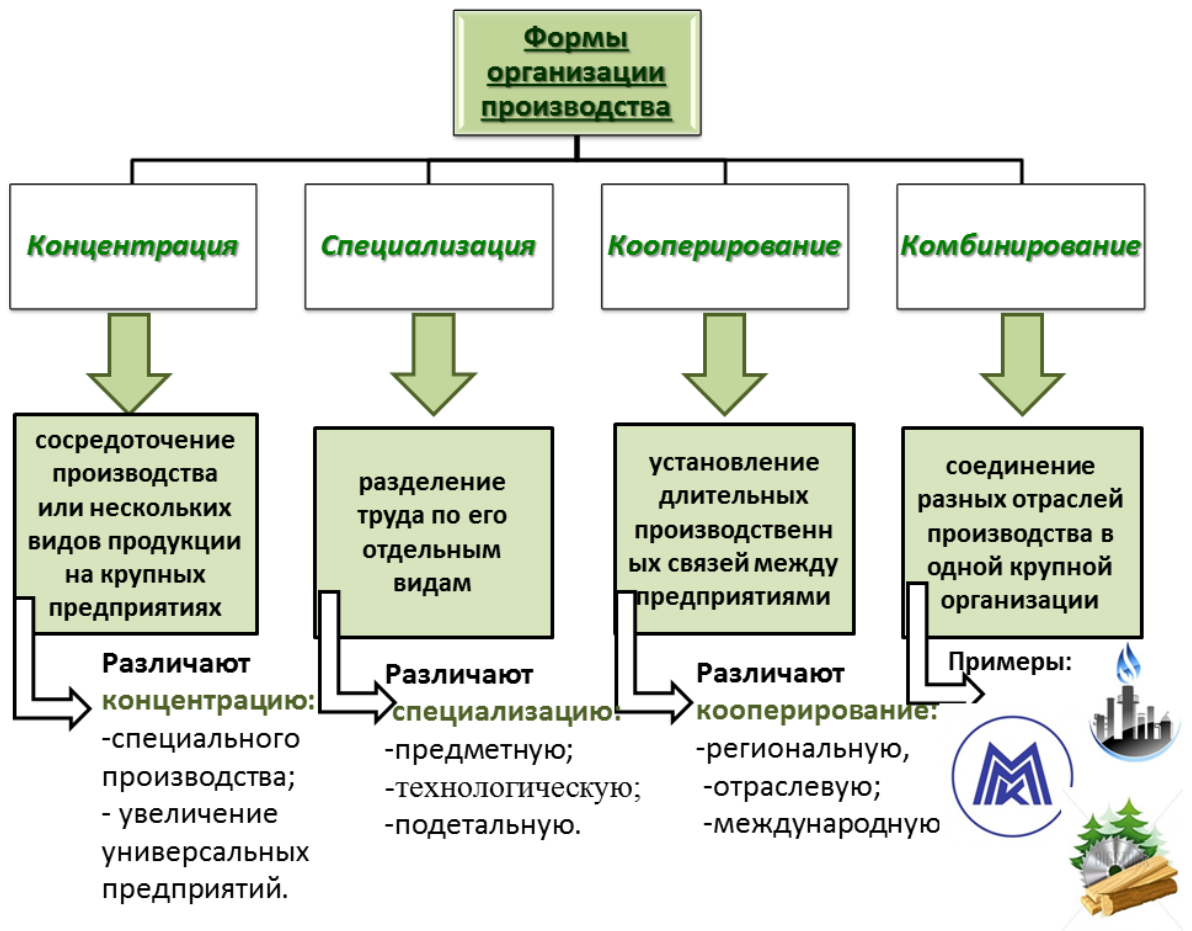 Формы
организации
производства
Концентрация
Специализация
Кооперирование
Комбинирование
сосредоточение
производства
или нескольких
видов продукции
на крупных
предприятиях
разделение
труда по его
отдельным
видам
установление
длительных
производственн
ых связей между
предприятиями
соединение
разных отраслей
производства в
одной крупной
организации
Различают
концентрацию:
-специального
производства;
- увеличение
универсальных
предприятий.
Различают
специализацию:
-предметную;
-технологическую;
-подетальную.
Различают
кооперирование:
-региональную,
-отраслевую;
-международную
Примеры:
ММК